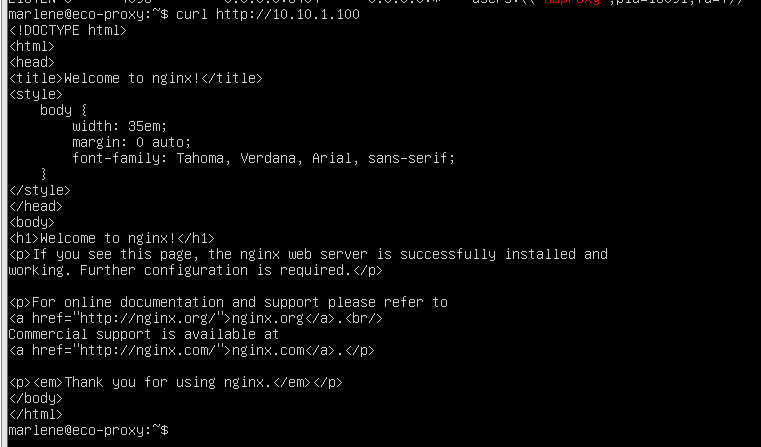 marlene@eco-proxy:~$ curl http://10.10.1.100
<!DOCTYPE html>
<html>
<head>
<title>Welcome to nginx!</title>
<style>
    body {
        width: 35em;
        margin: 0 auto;
        font-family: Tahoma, Verdana, Arial, sans-serif;
    }
</style>
</head>
<body>
<h1>Welcome to nginx!</h1>
<p>If you see this page, the nginx web server is successfully installed and
working. Further configuration is required.</p>

<p>For online documentation and support please refer to
<a href="http://nginx.org/">nginx.org</a>.<br/>
Commercial support is available at
<a href="http://nginx.com/">nginx.com</a>.</p>

<p><em>Thank you for using nginx.</em></p>
</body>
</html>
marlene@eco-proxy:~$